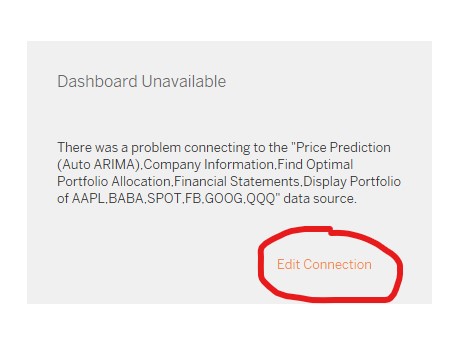 Dashboard Unavailable
There was a problem connecting to the "Price Prediction
(Auto ARIMA),Company Information,Find Optimal
Portfolio Allocation,Financial Statements,Display Portfolio
of AAPL,BABA,SPOT,FB,GOOG,QQQ" data source.
Edit Connection